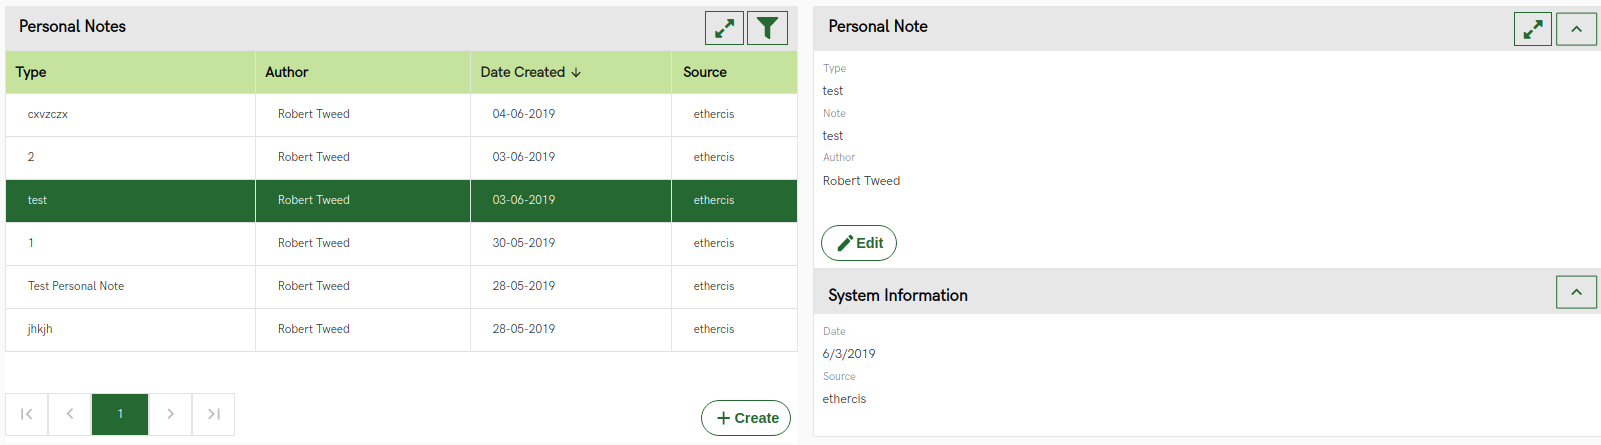 Personal Notes
Type Author Date Created Source
cxvzczx Robert Tweed 04-06-2019 ethercis
2 Robert Tweed 03-06-2019 ethercis
test Robert Tweed 03-06-2019 ethercis
1 Robert Tweed 30-05-2019 ethercis
Test Personal Note Robert Tweed 28-05-2019 ethercis
jhkjh Robert Tweed 28-05-2019 ethercis
1
Create
Personal Note
Type
test
Note
test
Author
Robert Tweed
Edit
System Information
Date
6/3/2019
Source
ethercis